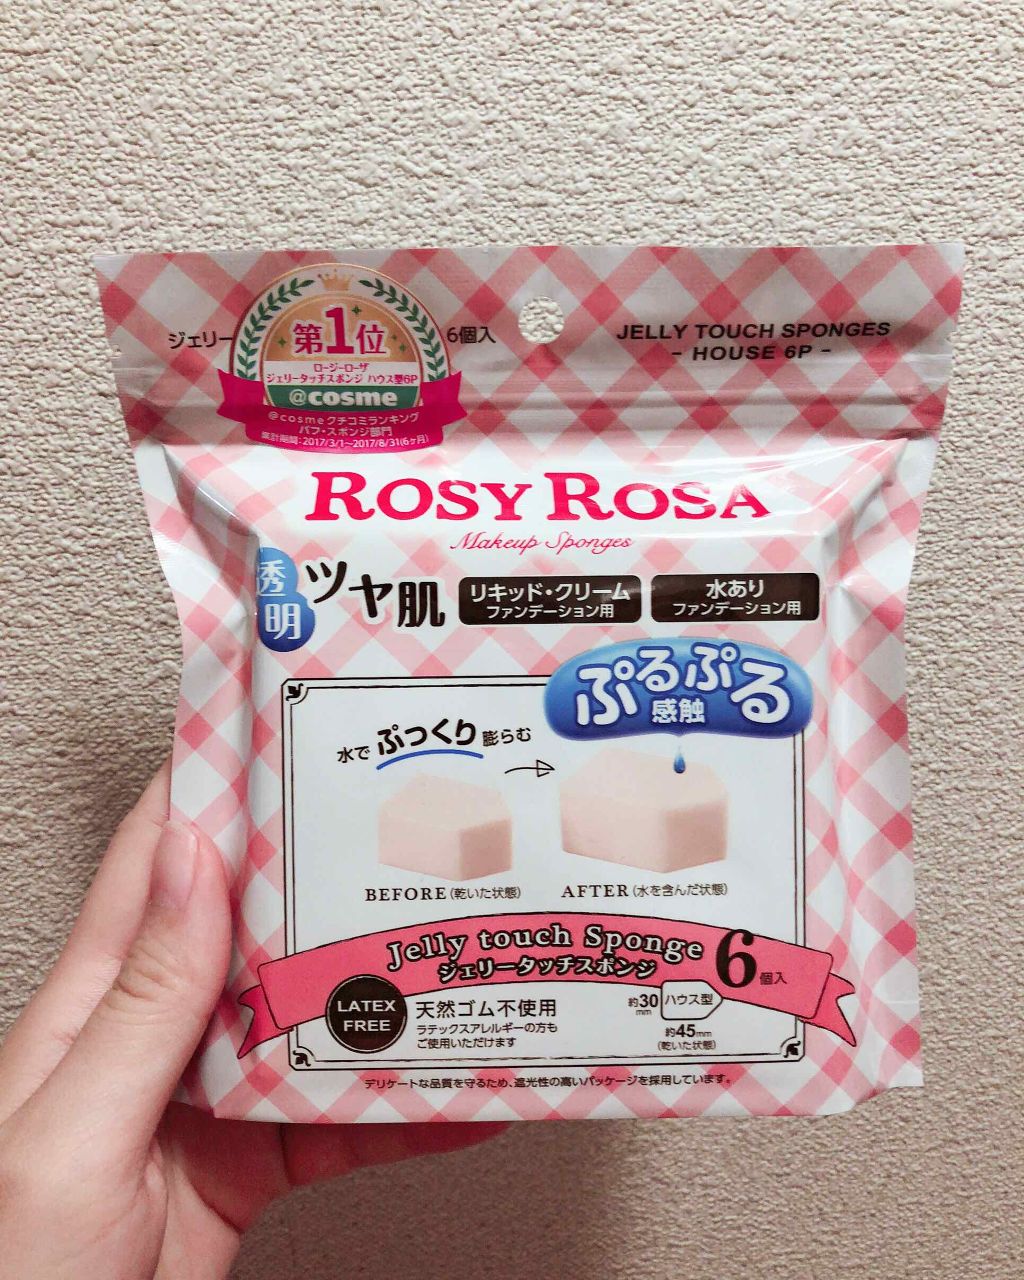 ジェリー
6個入
JELLY TOUCH SPONGES
- HOUSE 6P -
第1位
ロージーローザ
ジェリータッチスポンジ ハウス型6P
@cosme
@cosmeクチコミランキング
パフ・スポンジ部門
集計期間：2017/3/1〜2017/8/31(6ヶ月)
ROSY ROSA
Makeup Sponges
透明
ツヤ肌
リキッド・クリーム
ファンデーション用
水あり
ファンデーション用
ぷるぷる
感触
水で ぷっくり 膨らむ
BEFORE(乾いた状態)
AFTER(水を含んだ状態)
Jelly touch Sponge
ジェリータッチスポンジ
6個入
LATEX
FREE
天然ゴム不使用
ラテックスアレルギーの方も
ご使用いただけます
約30mm
ハウス型
約45mm
(乾いた状態)
デリケートな品質を守るため、遮光性の高いパッケージを採用しています。